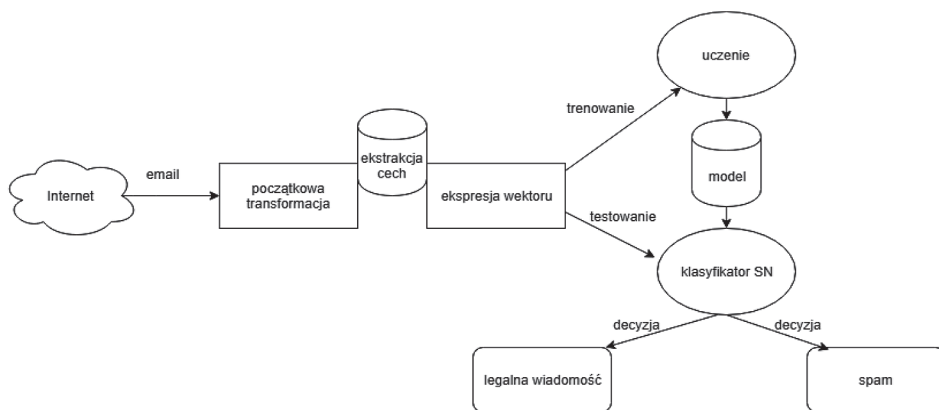 uczenie
trenowanie
ekstrakcja
cech
email
Internet
początkowa
transformacja
ekspresja wektoru
model
testowanie
klasyfikator SN
decyzja
decyzja
legalna wiadomość
spam